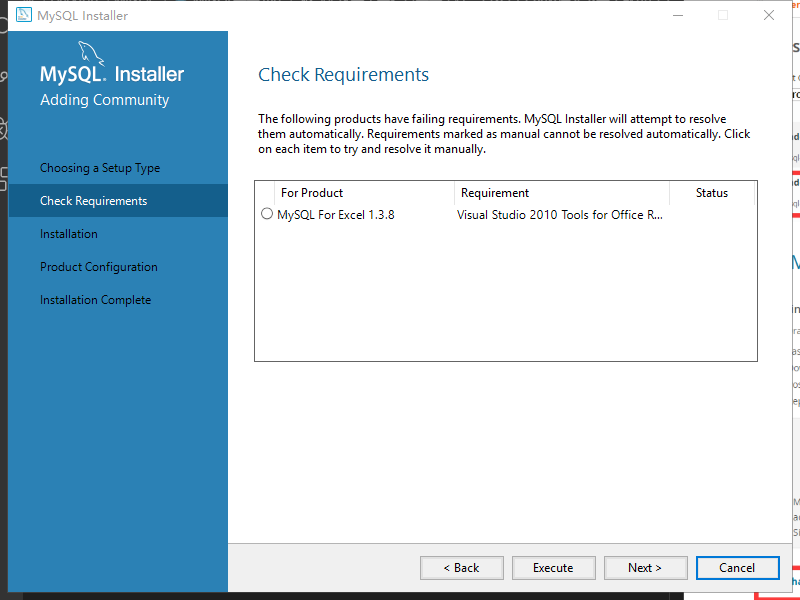 MySQL Installer
MySQL. Installer
Adding Community
Choosing a Setup Type
Check Requirements
Installation
Product Configuration
Installation Complete
Check Requirements
The following products have failing requirements. MySQL Installer will attempt to resolve
them automatically. Requirements marked as manual cannot be resolved automatically. Click
on each item to try and resolve it manually.
For Product Requirement Status
MySQL For Excel 1.3.8 Visual Studio 2010 Tools for Office R...
< Back Execute Next > Cancel